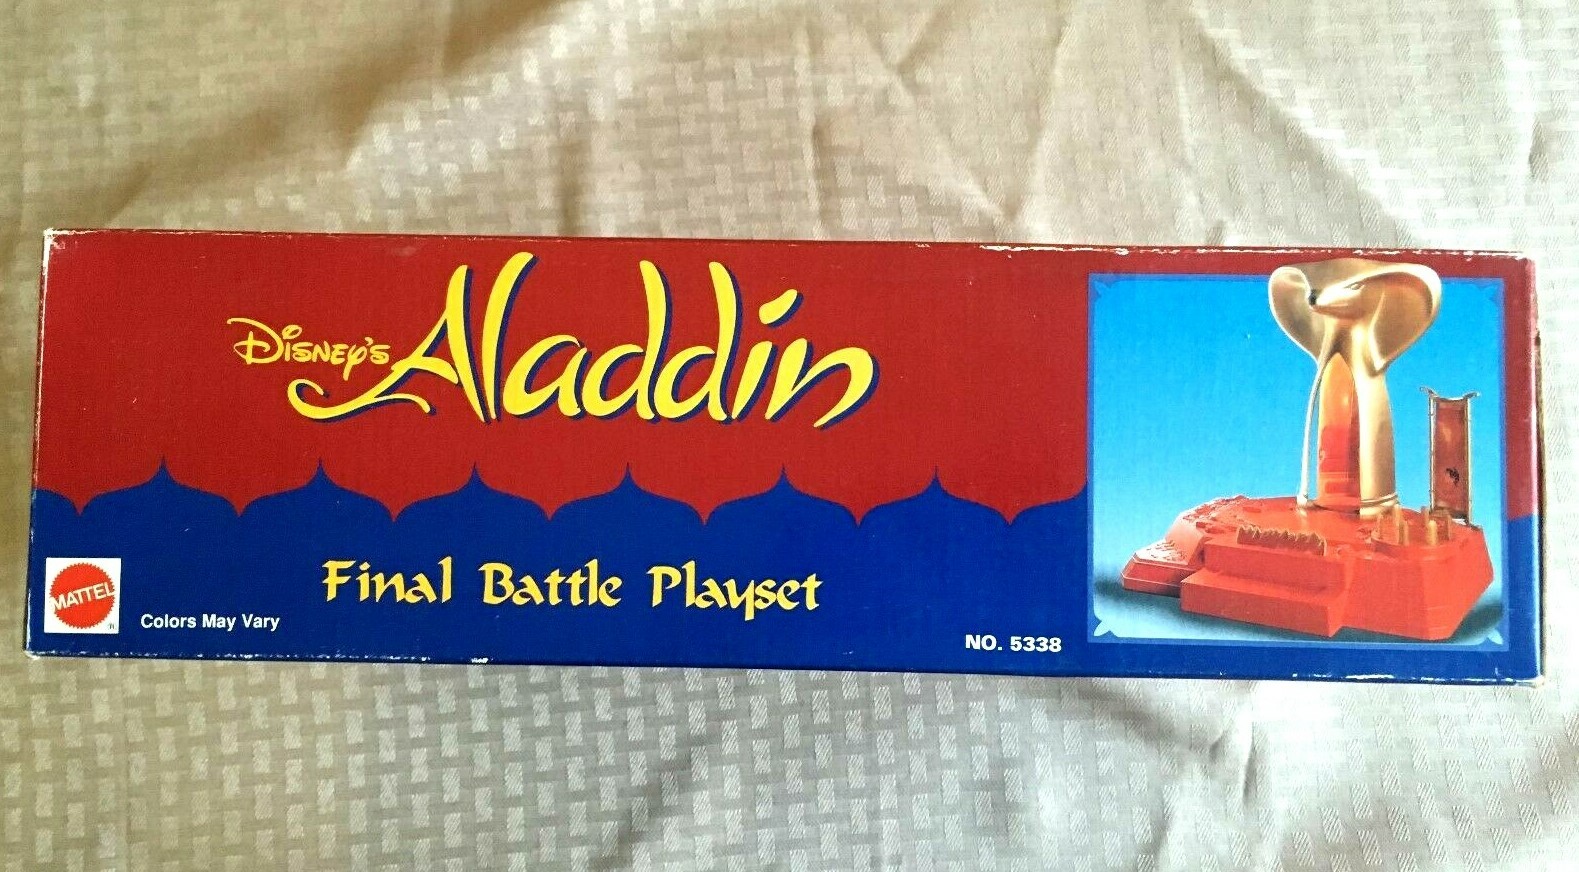 Disney's Aladdin
Final Battle Playset
MATTEL
®
Colors May Vary
NO. 5338